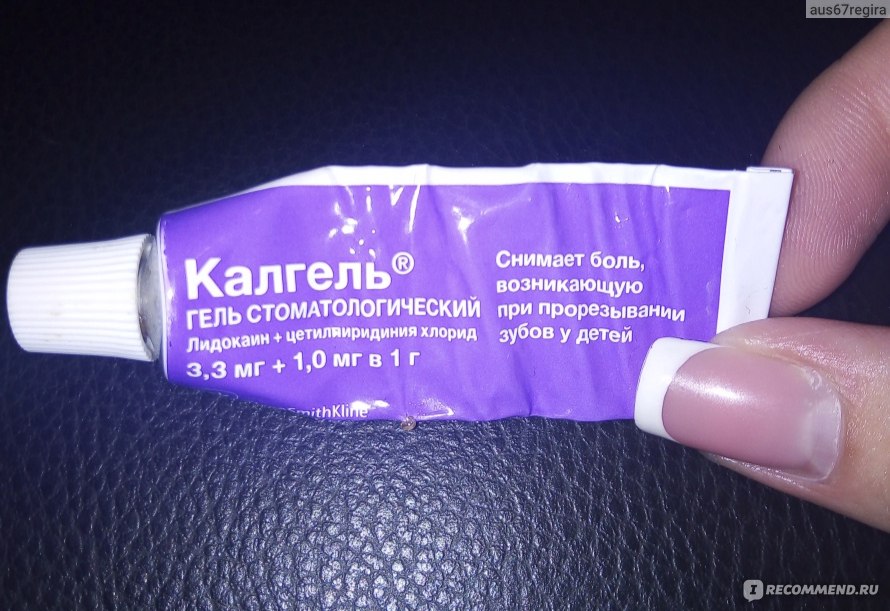 aus67regira
Калгель®
ГЕЛЬ СТОМАТОЛОГИЧЕСКИЙ
Лидокаин + цетилпиридиния хлорид
3,3 мг + 1,0 мг в 1 г
Снимает боль,
возникающую
при прорезывании
зубов у детей
SmithKline
I RECOMMEND.RU